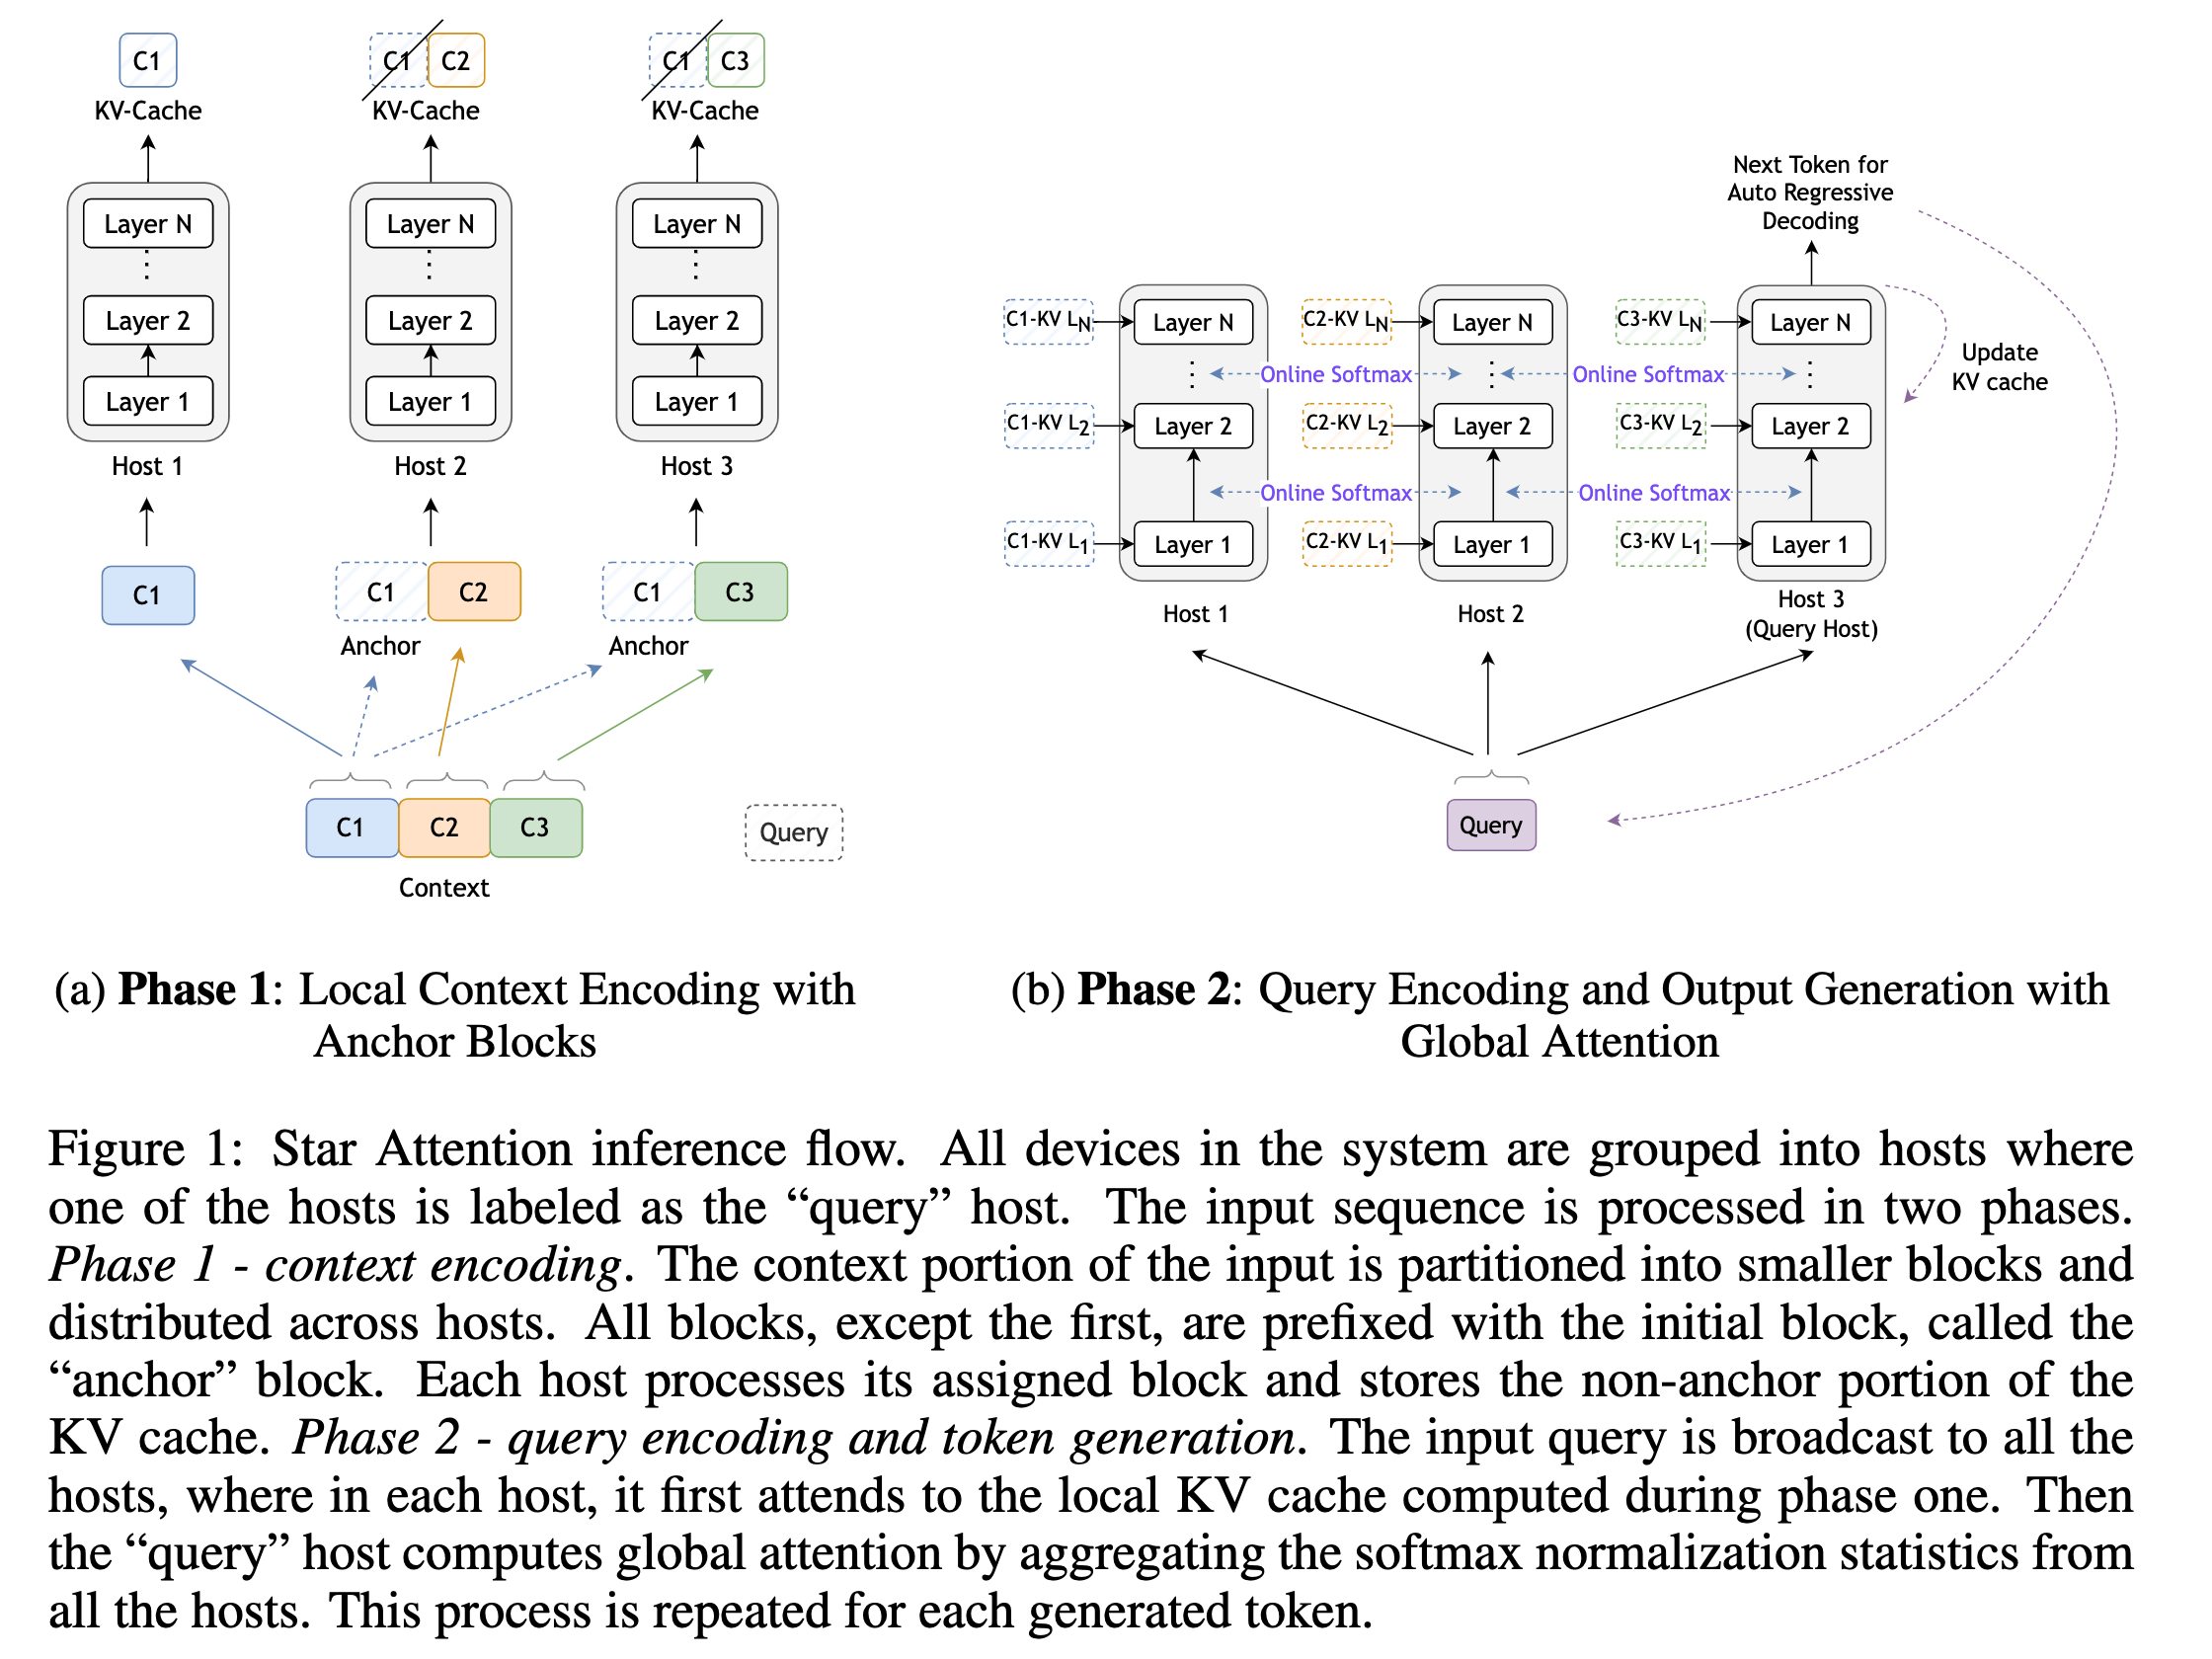 C1
C1 C2
C1 C3
KV-Cache
KV-Cache
KV-Cache
Layer N
Layer 2
Layer 1
Host 1
Layer N
Layer 2
Layer 1
Host 2
Layer N
Layer 2
Layer 1
Host 3
C1
C1 C2
Anchor
C1 C3
Anchor
C1 C2 C3
Context
Query
(a) Phase 1: Local Context Encoding with
Anchor Blocks
Next Token for
Auto Regressive
Decoding
C1-KV LN
Layer N
C2-KV LN
Layer N
C3-KV LN
Layer N
Update
KV cache
Online Softmax
Online Softmax
C1-KV L2
Layer 2
C2-KV L2
Layer 2
C3-KV L2
Layer 2
Online Softmax
Online Softmax
C1-KV L1
Layer 1
C2-KV L1
Layer 1
C3-KV L1
Layer 1
Host 1
Host 2
Host 3
(Query Host)
Query
(b) Phase 2: Query Encoding and Output Generation with
Global Attention
Figure 1: Star Attention inference flow. All devices in the system are grouped into hosts where
one of the hosts is labeled as the “query” host. The input sequence is processed in two phases.
Phase 1 - context encoding. The context portion of the input is partitioned into smaller blocks and
distributed across hosts. All blocks, except the first, are prefixed with the initial block, called the
“anchor” block. Each host processes its assigned block and stores the non-anchor portion of the
KV cache. Phase 2 - query encoding and token generation. The input query is broadcast to all the
hosts, where in each host, it first attends to the local KV cache computed during phase one. Then
the “query” host computes global attention by aggregating the softmax normalization statistics from
all the hosts. This process is repeated for each generated token.